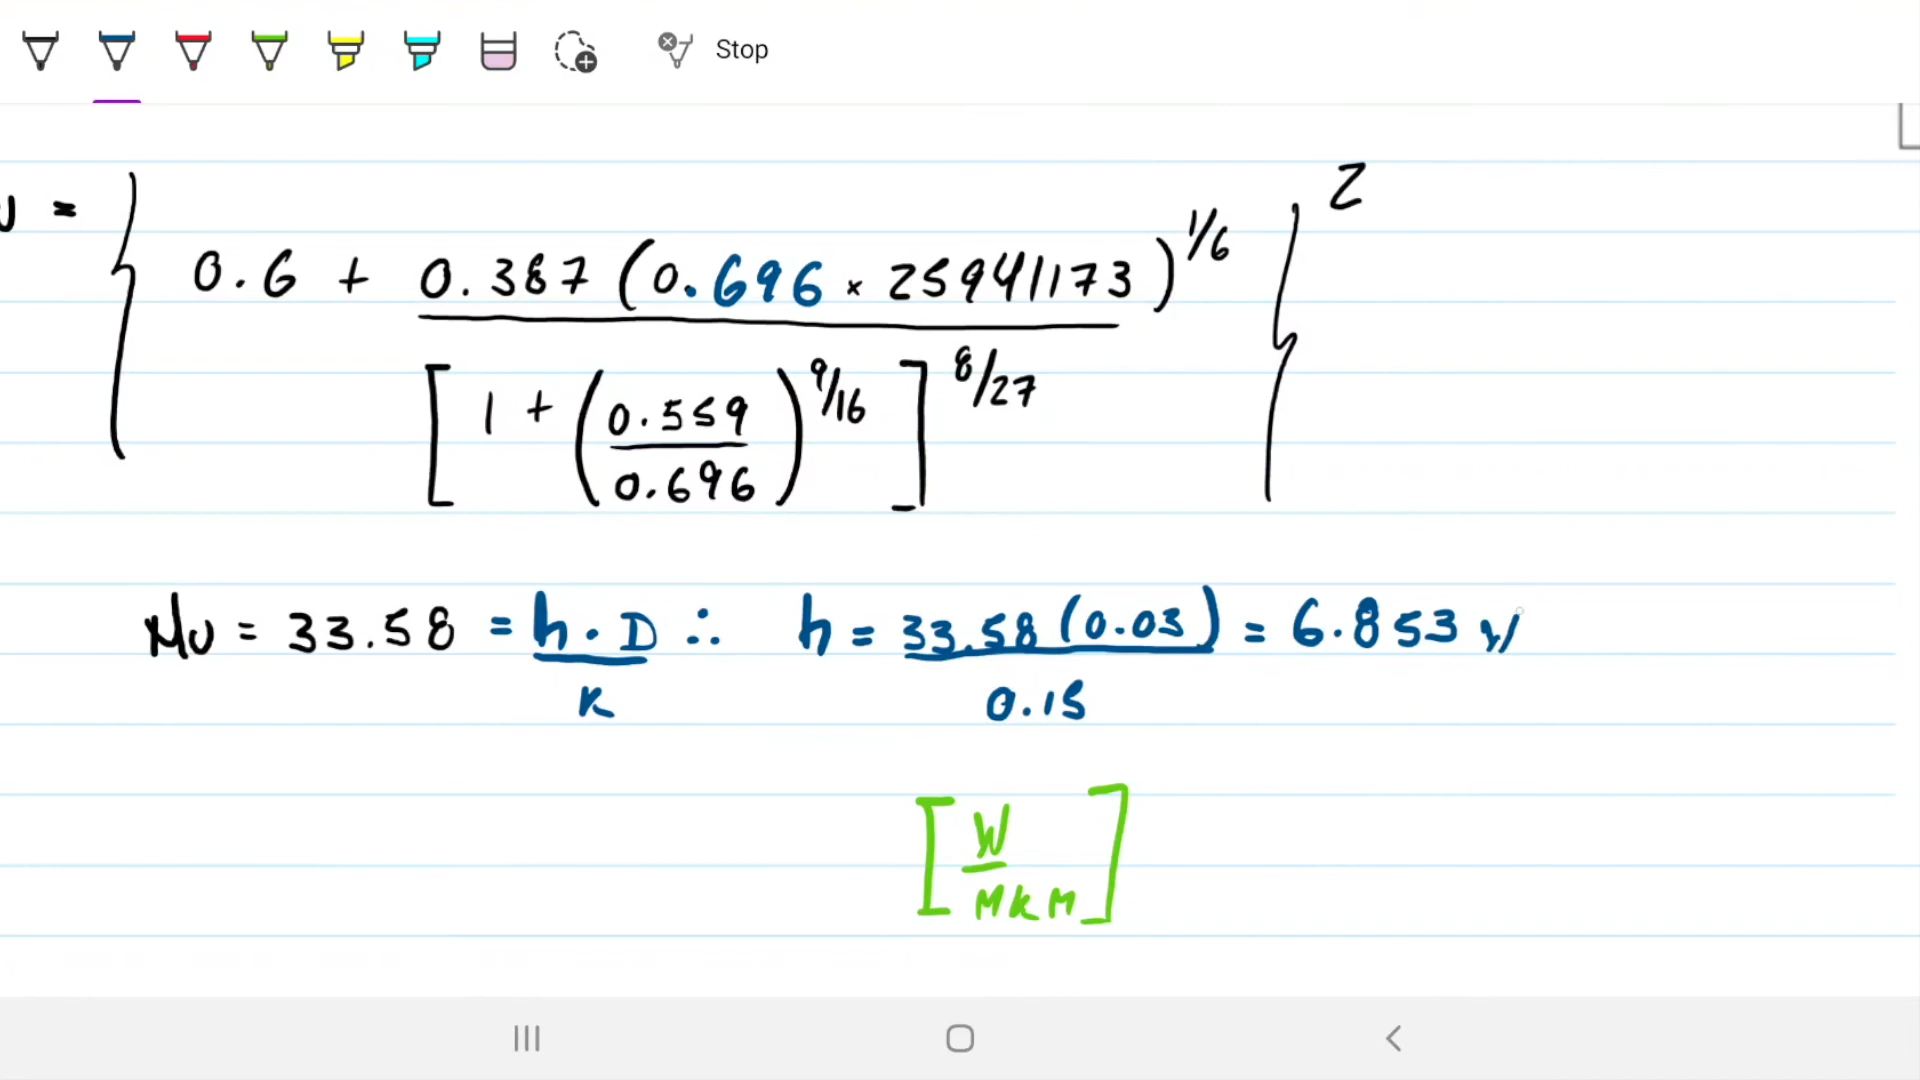 Stop
= { 0.6 + 0.387 (0.696 × 25941173)^1/6 / [1 + (0.559/0.696)^9/16]^8/27 }^2
Nu = 33.58 = h · D / k ∴ h = 33.58 (0.03) / 0.15 = 6.853 W
[W / m k m]